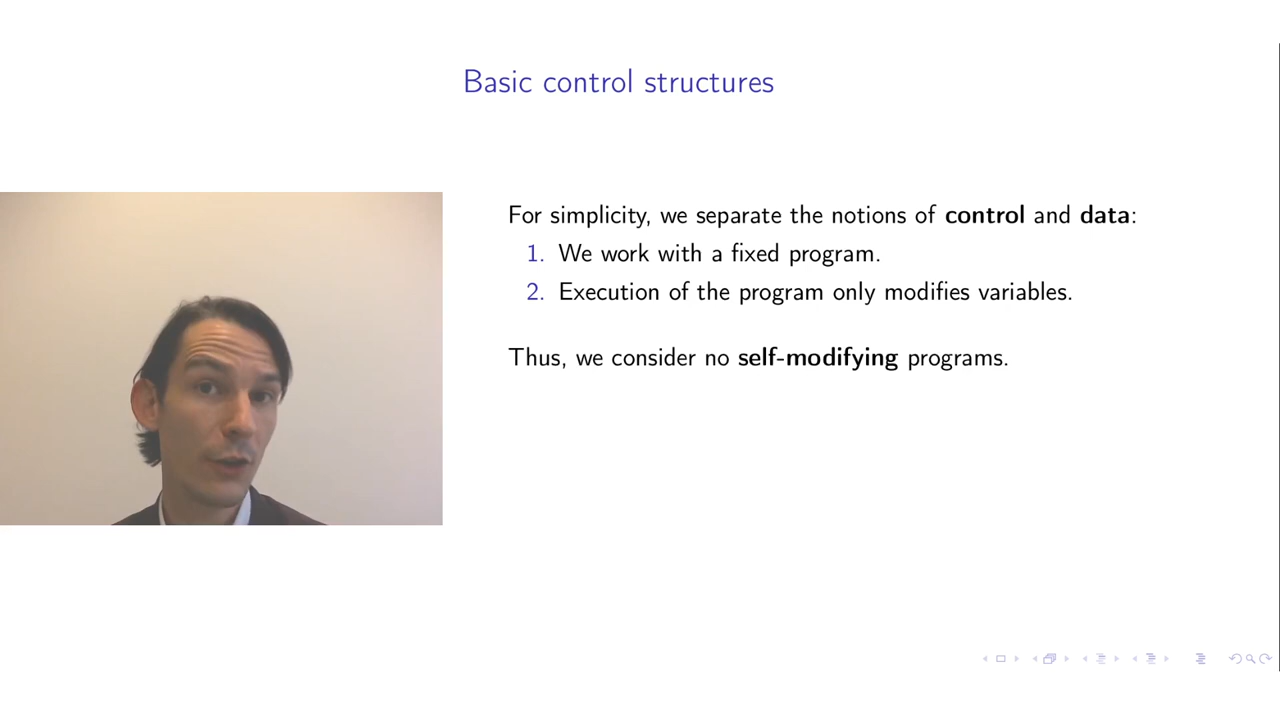 Basic control structures
For simplicity, we separate the notions of control and data:
1. We work with a fixed program.
2. Execution of the program only modifies variables.
Thus, we consider no self-modifying programs.